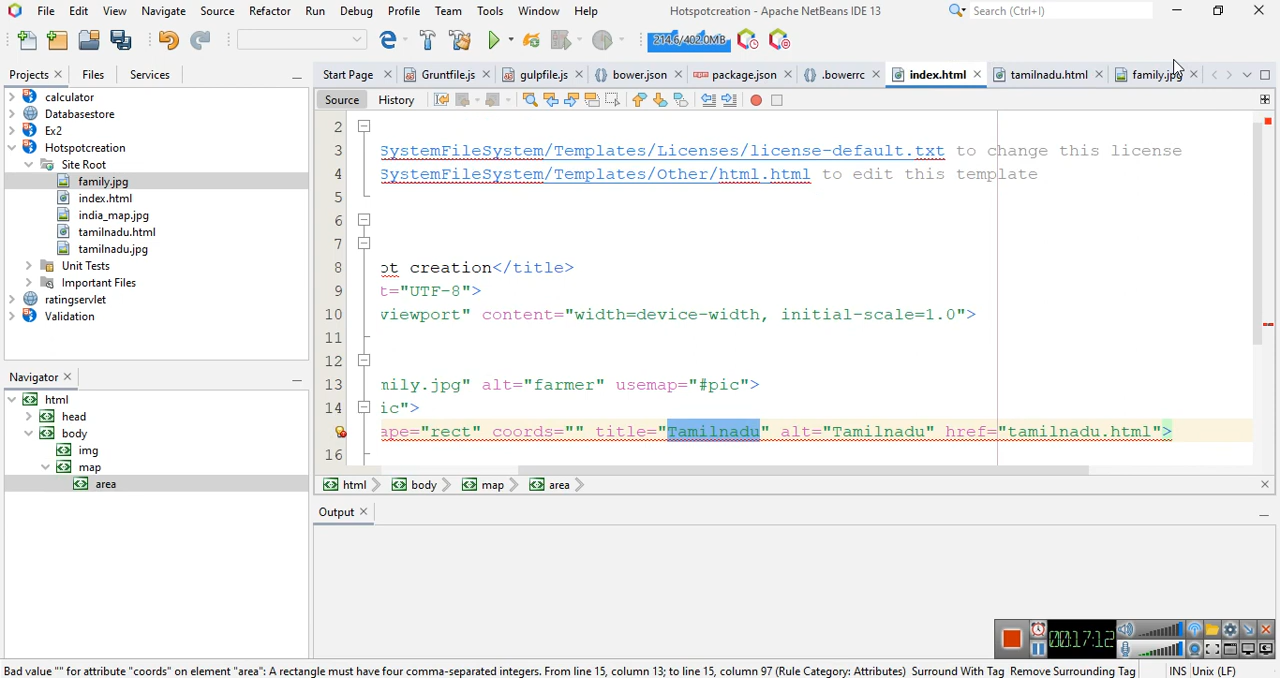 File Edit View Navigate Source Refactor Run Debug Profile Team Tools Window Help Hotspotcreation - Apache NetBeans IDE 13 Search (Ctrl+I)
214.6/402.0MB
Projects Files Services
Start Page Gruntfile.js gulpfile.js bower.json package.json .bowerrc index.html tamilnadu.html family.jpg
Source History
calculator
Databasestore
Ex2
Hotspotcreation
Site Root
family.jpg
index.html
india_map.jpg
tamilnadu.html
tamilnadu.jpg
Unit Tests
Important Files
ratingservlet
Validation
2
3 SystemFileSystem/Templates/Licenses/license-default.txt to change this license
4 SystemFileSystem/Templates/Other/html.html to edit this template
5
6
7
8 ot creation</title>
9 t="UTF-8">
10 viewport" content="width=device-width, initial-scale=1.0">
11
12
13 mily.jpg" alt="farmer" usemap="#pic">
14 ic">
ape="rect" coords="" title="Tamilnadu" alt="Tamilnadu" href="tamilnadu.html">
16
html body map area
Navigator
html
head
body
img
map
area
Output
00:17:12
Bad value "" for attribute "coords" on element "area": A rectangle must have four comma-separated integers. From line 15, column 13; to line 15, column 97 (Rule Category: Attributes) Surround With Tag Remove Surrounding Tag INS Unix (LF)